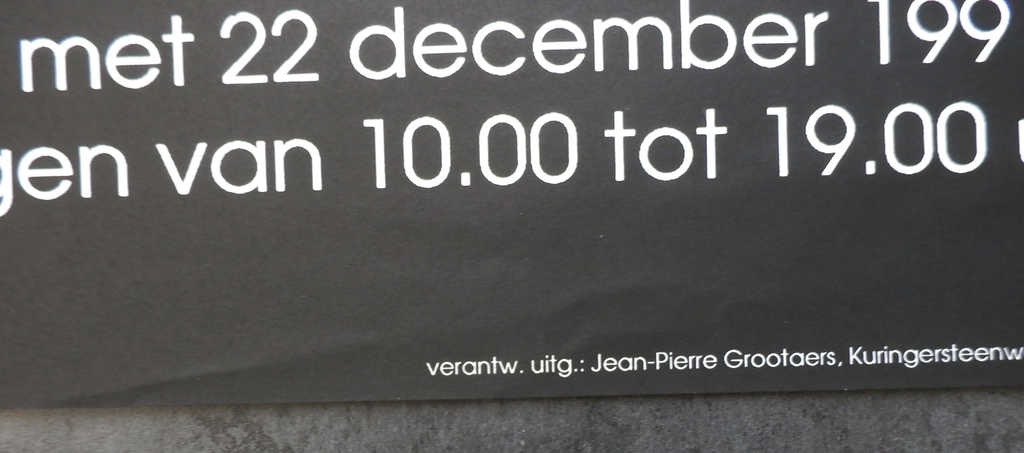 met 22 december 199
gen van 10.00 tot 19.00 u
verantw. uitg.: Jean-Pierre Grootaers, Kuringersteenw